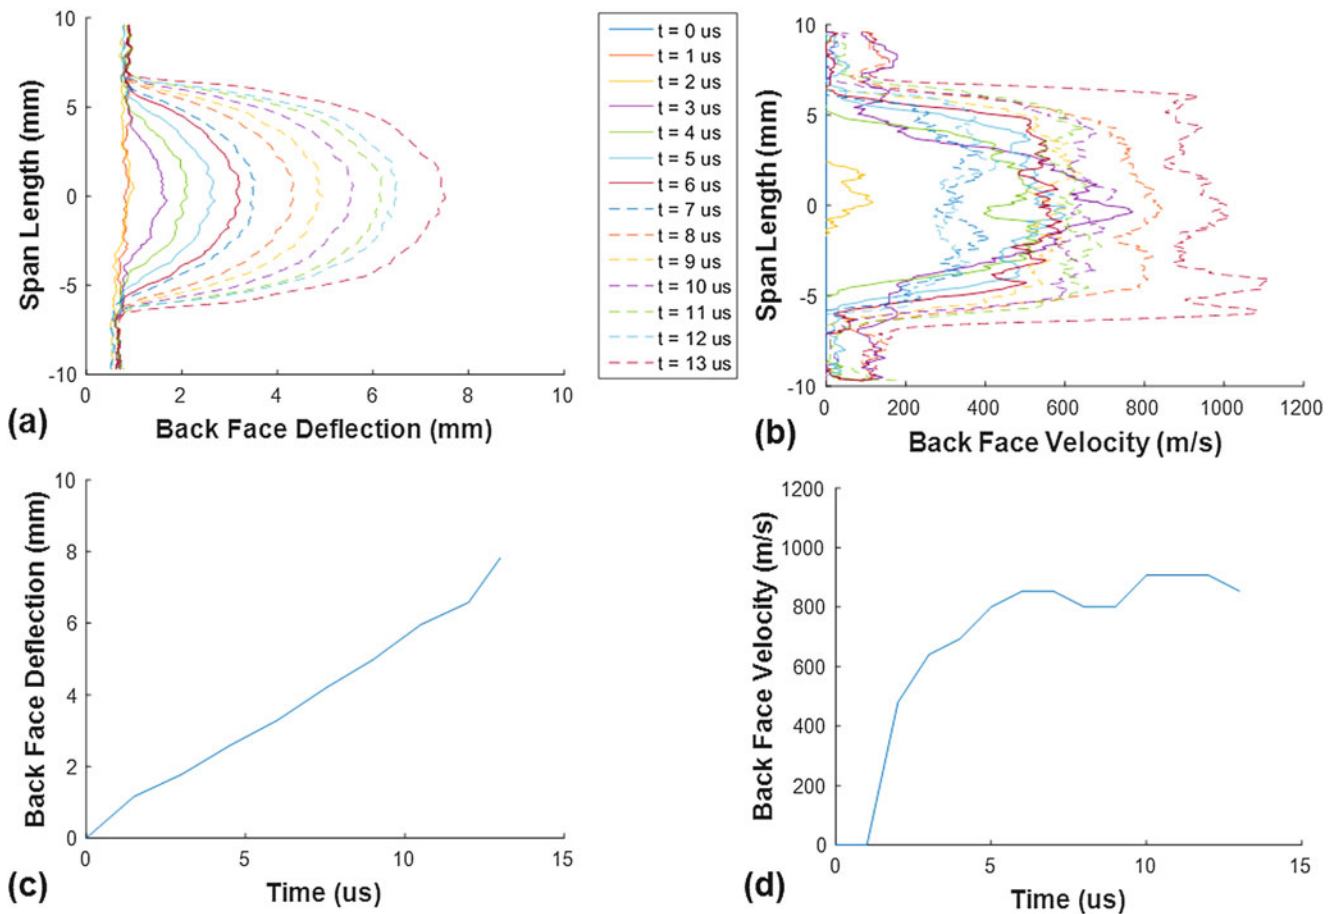 10
5
0
-5
-10
Span Length (mm)
0
2
4
6
8
10
Back Face Deflection (mm)
(a)
t = 0 us
t = 1 us
t = 2 us
t = 3 us
t = 4 us
t = 5 us
t = 6 us
t = 7 us
t = 8 us
t = 9 us
t = 10 us
t = 11 us
t = 12 us
t = 13 us
10
5
0
-5
-10
Span Length (mm)
0
200
400
600
800
1000
1200
Back Face Velocity (m/s)
(b)
10
8
6
4
2
0
Back Face Deflection (mm)
0
5
10
15
Time (us)
(c)
1200
1000
800
600
400
200
0
Back Face Velocity (m/s)
0
5
10
15
Time (us)
(d)